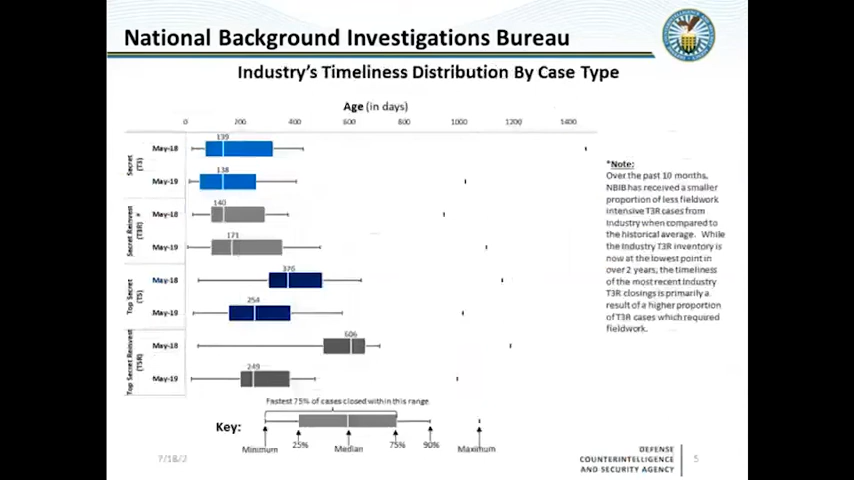 National Background Investigations Bureau
Industry's Timeliness Distribution By Case Type
Age (in days)
0 200 400 600 800 1000 1200 1400
Secret (T3)
May-18
139
May-19
138
Secret Reinvest * (T3R)
May-18
140
May-19
171
Top Secret (T5)
May-18
376
May-19
254
Top Secret Reinvest (T5R)
May-18
606
May-19
249
*Note:
Over the past 10 months,
NBIB has received a smaller
proportion of less fieldwork
intensive T3R cases from
Industry when compared to
the historical average. While
the Industry T3R inventory is
now at the lowest point in
over 2 years, the timeliness
of the most recent Industry
T3R closings is primarily a
result of a higher proportion
of T3R cases which required
fieldwork.
Fastest 75% of cases closed within this range
Key:
Minimum 25% Median 75% 90% Maximum
DEFENSE
COUNTERINTELLIGENCE
AND SECURITY AGENCY
5